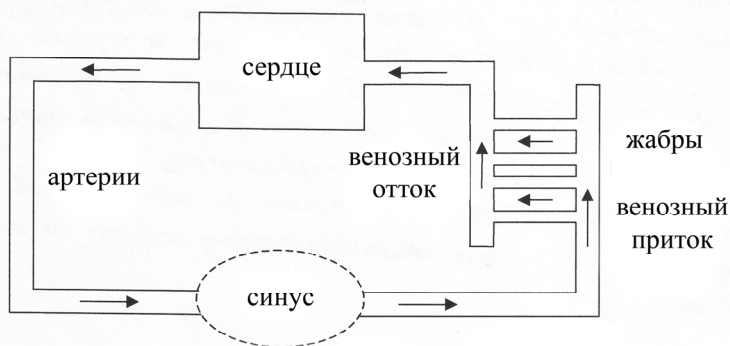 сердце
жабры
венозный
отток
артерии
венозный
приток
синус